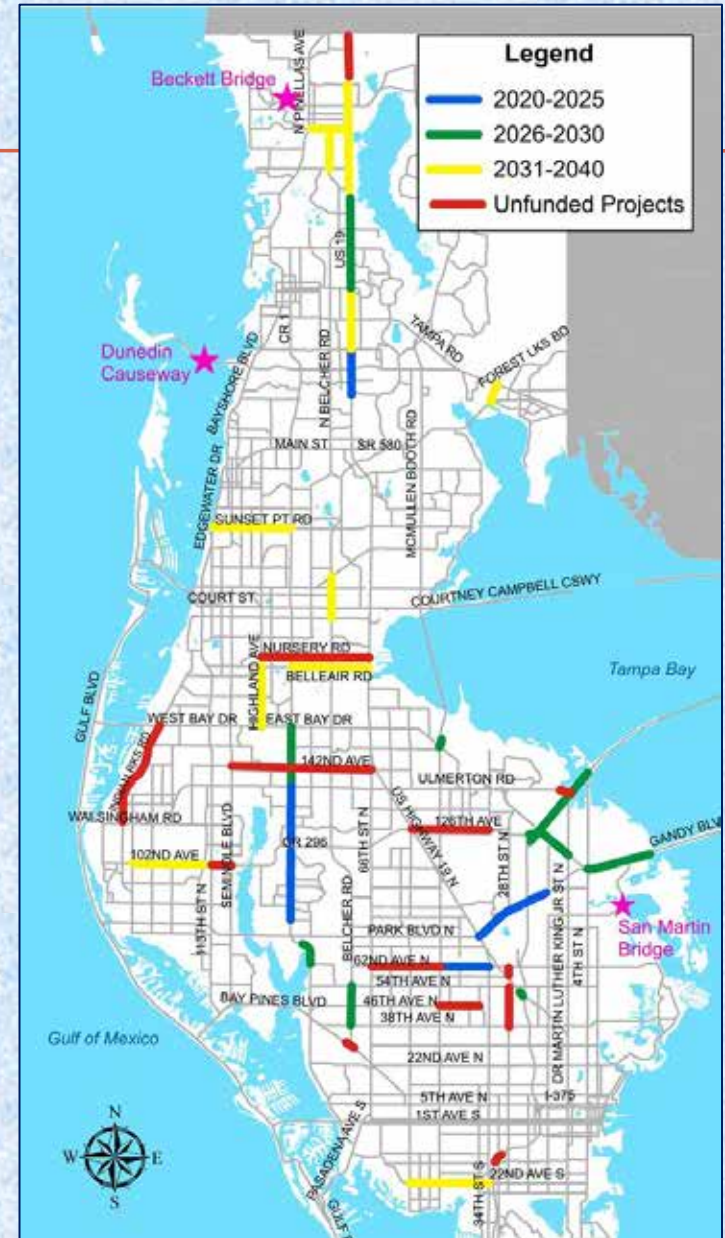 Legend
2020-2025
2026-2030
2031-2040
Unfunded Projects
Beckett Bridge
N PINELLAS AVE
US 19
CR 1
TAMPA RD
FOREST LKS BD
Dunedin
Causeway
BAYSHORE BLVD
N BELCHER RD
MCMULLEN BOOTH RD
MAIN ST
SR 580
EDGEWATER DR
SUNSET PT RD
COURT ST
COURTNEY CAMPBELL CSWY
NURSERY RD
HIGHLAND AVE
BELLEAIR RD
Tampa Bay
GULF BLVD
WEST BAY DR
EAST BAY DR
INDIAN RKS RD
142ND AVE
ULMERTON RD
WALSINGHAM RD
US HIGHWAY 19 N
126TH AVE
GANDY BLV
102ND AVE
SEMINOLE BLVD
CR 296
66TH ST N
28TH ST N
113TH ST N
BELCHER RD
PARK BLVD N
DR MARTIN LUTHER KING JR ST N
4TH ST N
San Martin
Bridge
62ND AVE N
54TH AVE N
BAY PINES BLVD
46TH AVE N
38TH AVE N
Gulf of Mexico
22ND AVE N
5TH AVE N
I-375
1ST AVE S
PASADENA AVE S
22ND AVE S
34TH ST S
GULF
N
W
E
S